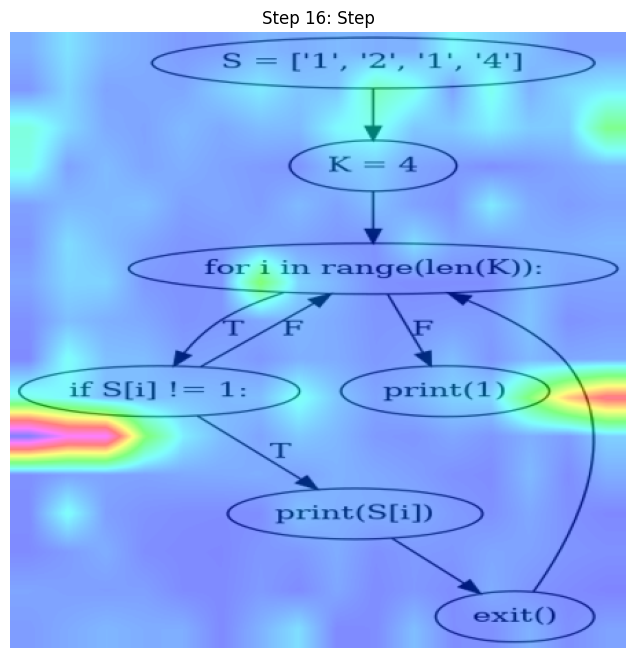 Step 16: Step
S = ['1', '2', '1', '4']
K = 4
for i in range(len(K)):
T
F
F
if S[i] != 1:
print(1)
T
print(S[i])
exit()